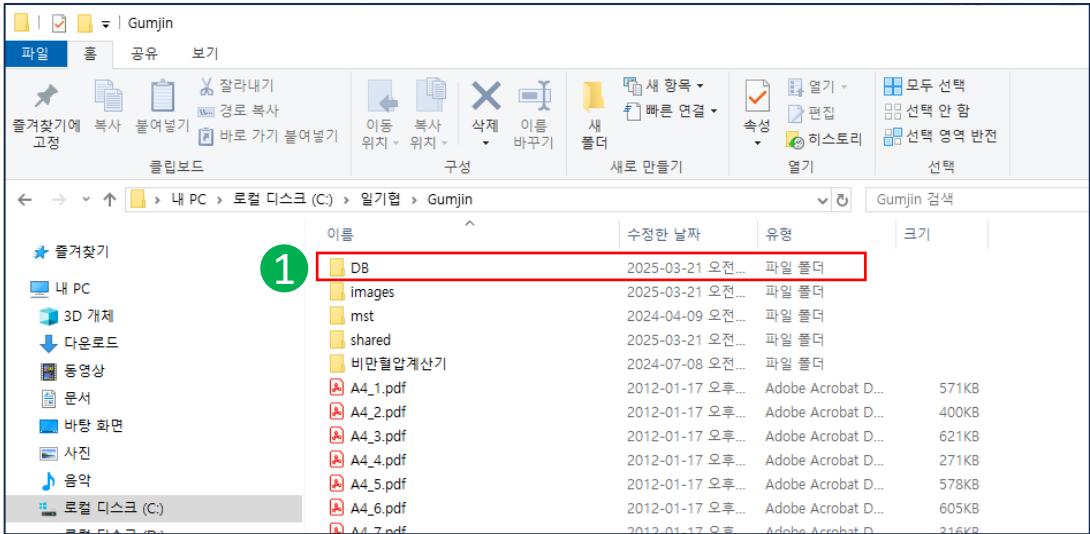 Gumjin
파일 홈 공유 보기
즐겨찾기에 고정
복사
붙여넣기
잘라내기
경로 복사
바로 가기 붙여넣기
클립보드
이동 위치
복사 위치
삭제
이름 바꾸기
구성
새 폴더
새 항목
빠른 연결
새로 만들기
속성
열기
편집
히스토리
열기
모두 선택
선택 안 함
선택 영역 반전
선택
내 PC › 로컬 디스크 (C:) › 일기협 › Gumjin
Gumjin 검색
즐겨찾기
내 PC
3D 개체
다운로드
동영상
문서
바탕 화면
사진
음악
로컬 디스크 (C:)
이름 수정한 날짜 유형 크기
1
DB 2025-03-21 오전... 파일 폴더
images 2025-03-21 오전... 파일 폴더
mst 2024-04-09 오전... 파일 폴더
shared 2025-03-21 오전... 파일 폴더
비만혈압계산기 2024-07-08 오전... 파일 폴더
A4_1.pdf 2012-01-17 오후... Adobe Acrobat D... 571KB
A4_2.pdf 2012-01-17 오후... Adobe Acrobat D... 400KB
A4_3.pdf 2012-01-17 오후... Adobe Acrobat D... 621KB
A4_4.pdf 2012-01-17 오후... Adobe Acrobat D... 271KB
A4_5.pdf 2012-01-17 오후... Adobe Acrobat D... 578KB
A4_6.pdf 2012-01-17 오후... Adobe Acrobat D... 605KB
A4_7.pdf 2012-01-17 오후... Adobe Acrobat D... 316KB